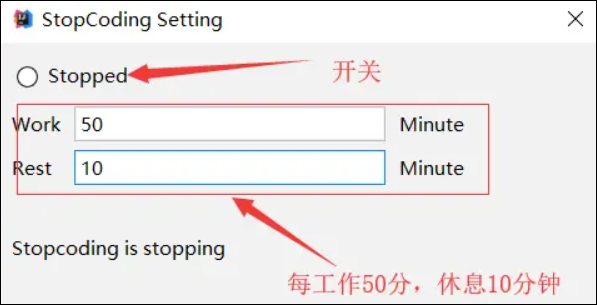 StopCoding Setting
Stopped
开关
Work 50 Minute
Rest 10 Minute
Stopcoding is stopping
每工作50分，休息10分钟